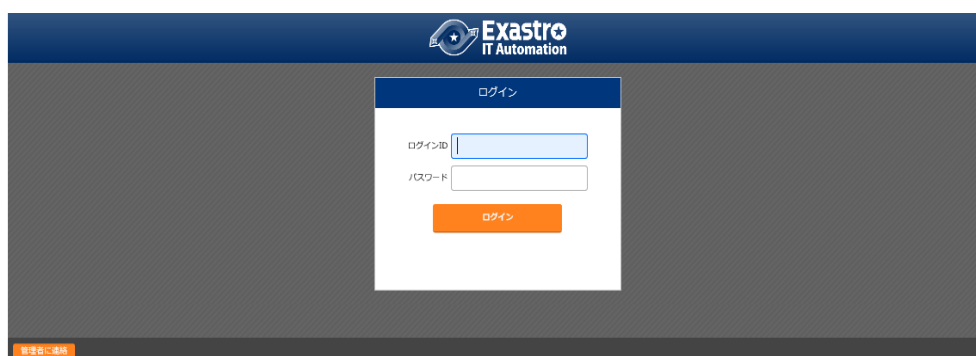 Exastro
IT Automation
ログイン
ログインID
パスワード
ログイン
管理者に連絡